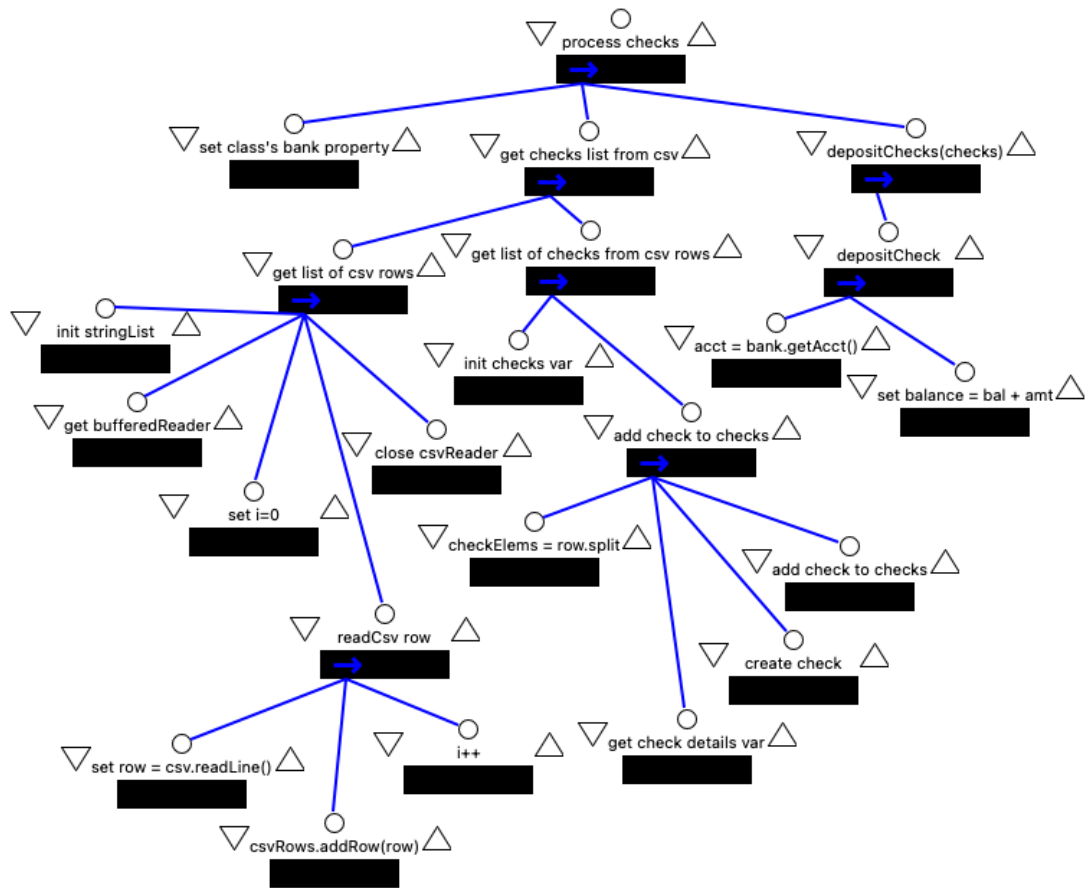 process checks
set class's bank property
get checks list from csv
depositChecks(checks)
get list of csv rows
get list of checks from csv rows
depositCheck
init stringList
init checks var
acct = bank.getAcct()
set balance = bal + amt
get bufferedReader
close csvReader
add check to checks
set i=0
checkElems = row.split
add check to checks
readCsv row
create check
set row = csv.readLine()
i++
get check details var
csvRows.addRow(row)